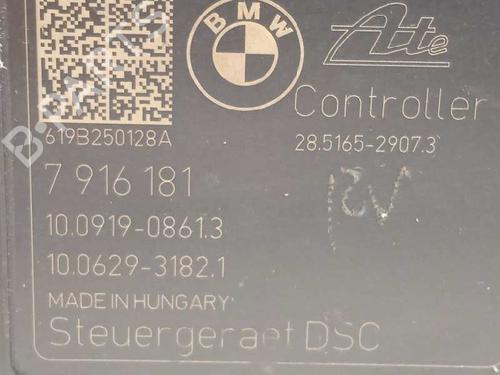 BMW
Ate
Controller
619B250128A
28.5165-2907.3
7 916 181
10.0919-0861.3
12V
10.0629-3182.1
MADE IN HUNGARY
Steuergeraet DSC
B-PARTS